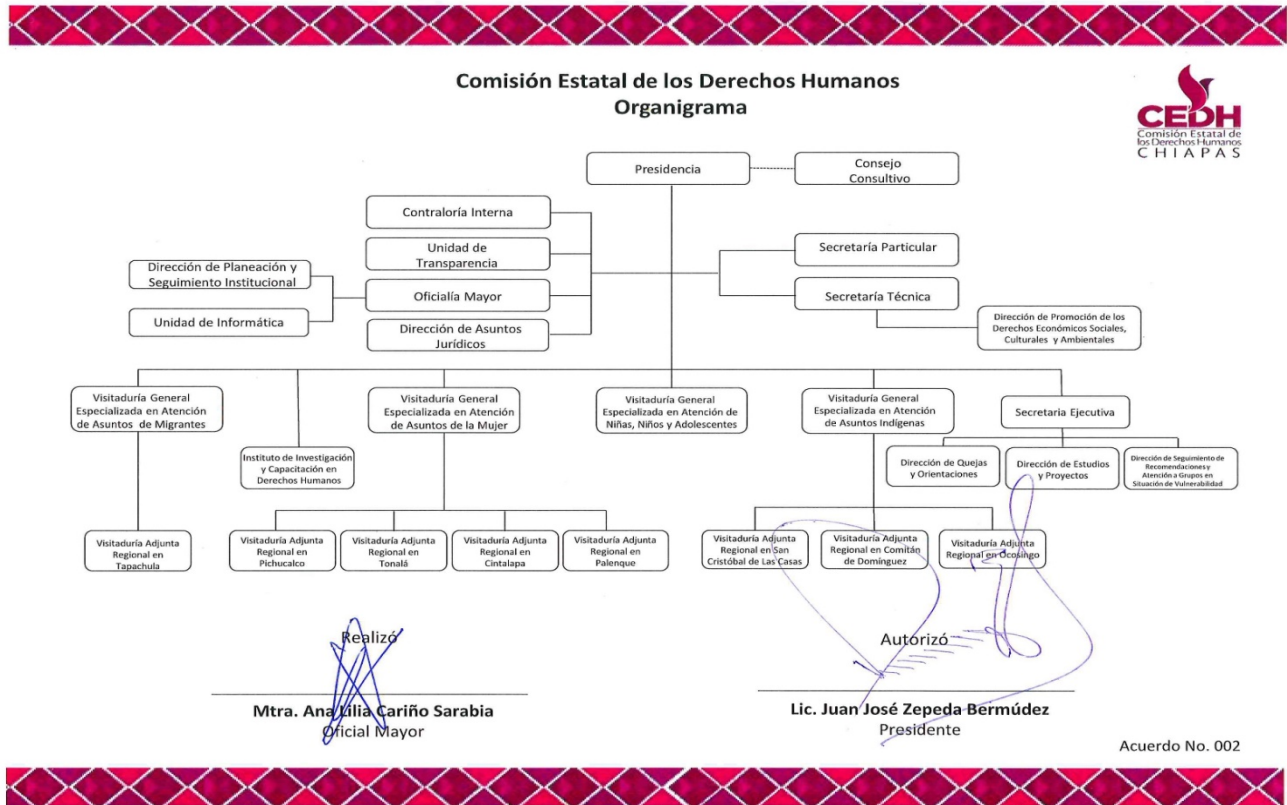 Comisión Estatal de los Derechos Humanos
Organigrama
CEDH
Comisión Estatal de
los Derechos Humanos
CHIAPAS
Presidencia
Consejo
Consultivo
Contraloría Interna
Unidad de
Transparencia
Oficialía Mayor
Dirección de Asuntos
Jurídicos
Dirección de Planeación y
Seguimiento Institucional
Unidad de Informática
Secretaría Particular
Secretaría Técnica
Dirección de Promoción de los
Derechos Económicos Sociales,
Culturales y Ambientales
Visitaduría General
Especializada en Atención
de Asuntos de Migrantes
Instituto de Investigación
y Capacitación en
Derechos Humanos
Visitaduría General
Especializada en Atención
de Asuntos de la Mujer
Visitaduría General
Especializada en Atención de
Niñas, Niños y Adolescentes
Visitaduría General
Especializada en Atención
de Asuntos Indígenas
Secretaria Ejecutiva
Dirección de Quejas
y Orientaciones
Dirección de Estudios
y Proyectos
Dirección de Seguimiento de
Recomendaciones y
Atención a Grupos en
Situación de Vulnerabilidad
Visitaduría Adjunta
Regional en
Tapachula
Visitaduría Adjunta
Regional en
Pichucalco
Visitaduría Adjunta
Regional en
Tonalá
Visitaduría Adjunta
Regional en
Cintalapa
Visitaduría Adjunta
Regional en
Palenque
Visitaduría Adjunta
Regional en San
Cristóbal de Las Casas
Visitaduría Adjunta
Regional en Comitán
de Domínguez
Visitaduría Adjunta
Regional en Ocosingo
Realizó
Mtra. Ana Lilia Cariño Sarabia
Oficial Mayor
Autorizó
Lic. Juan José Zepeda Bermúdez
Presidente
Acuerdo No. 002